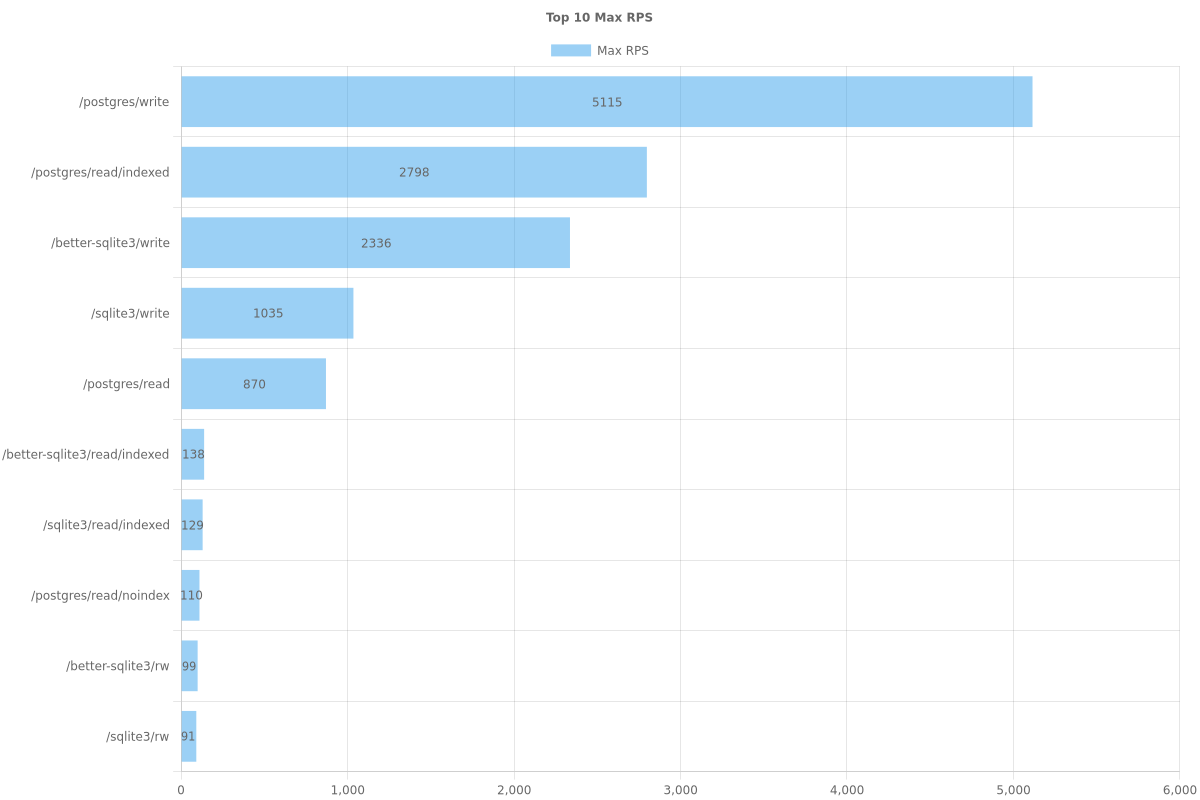 Top 10 Max RPS
Max RPS
/postgres/write 5115
/postgres/read/indexed 2798
/better-sqlite3/write 2336
/sqlite3/write 1035
/postgres/read 870
/better-sqlite3/read/indexed 138
/sqlite3/read/indexed 129
/postgres/read/noindex 110
/better-sqlite3/rw 99
/sqlite3/rw 91
0 1,000 2,000 3,000 4,000 5,000 6,000